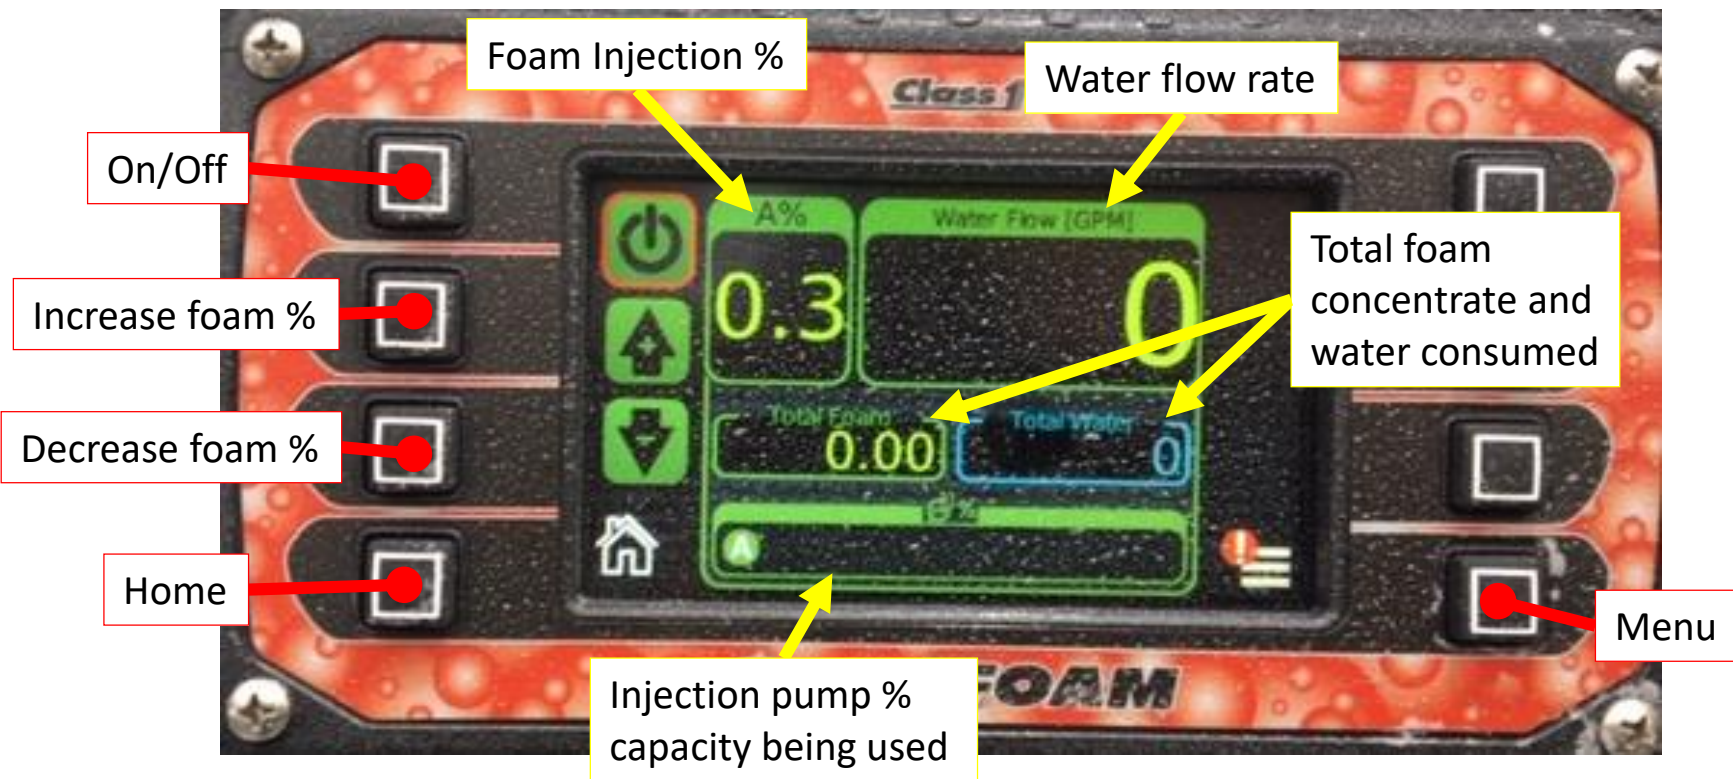 Foam Injection %
Class1
Water flow rate
On/Off
A%
Water Flow [GPM]
Total foam
concentrate and
water consumed
Increase foam %
0.3
0
Total Foam
Total Water
0.00
0
Decrease foam %
%
A
Home
Menu
Injection pump %
capacity being used
FOAM